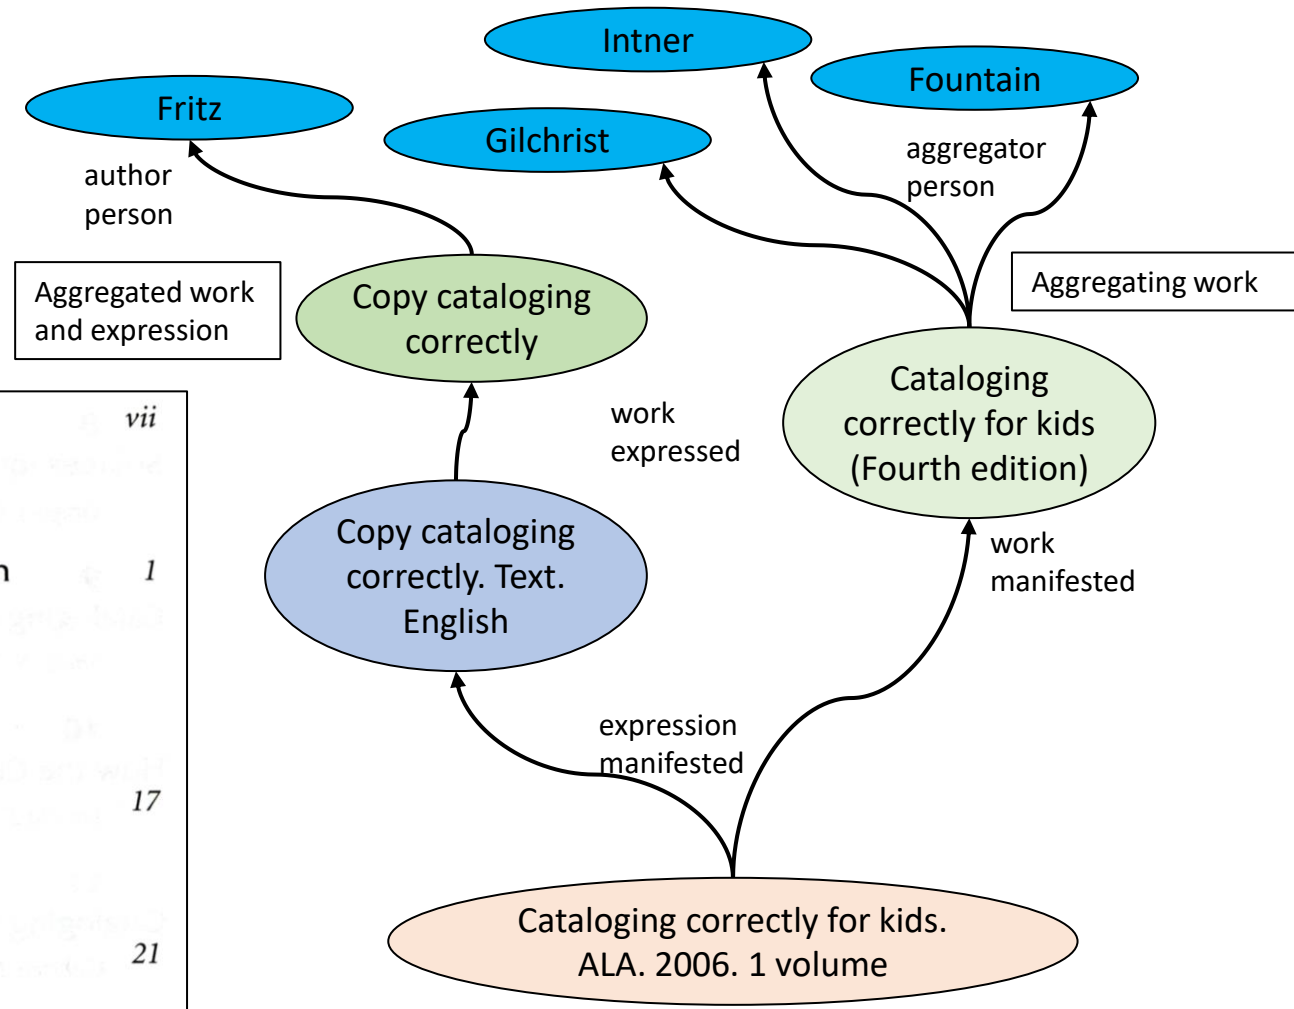 Intner
Fountain
Fritz
Gilchrist
author
person
aggregator
person
Aggregated work
and expression
Copy cataloging
correctly
Aggregating work
Cataloging
correctly for kids
(Fourth edition)
work
expressed
vii
Copy cataloging
correctly. Text.
English
work
manifested
n 1
expression
manifested
17
21
Cataloging correctly for kids.
ALA. 2006. 1 volume